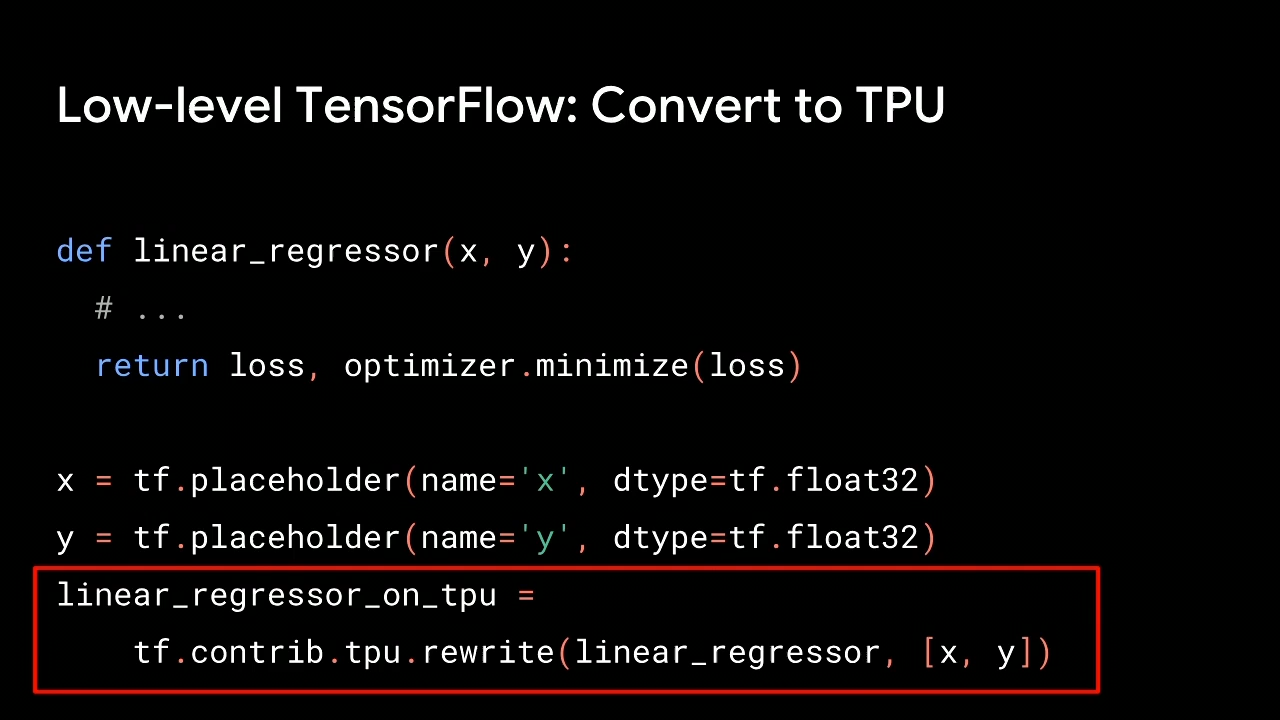 Low-level TensorFlow: Convert to TPU
def linear_regressor(x, y):
# ...
return loss, optimizer.minimize(loss)
x = tf.placeholder(name='x', dtype=tf.float32)
y = tf.placeholder(name='y', dtype=tf.float32)
linear_regressor_on_tpu =
tf.contrib.tpu.rewrite(linear_regressor, [x, y])